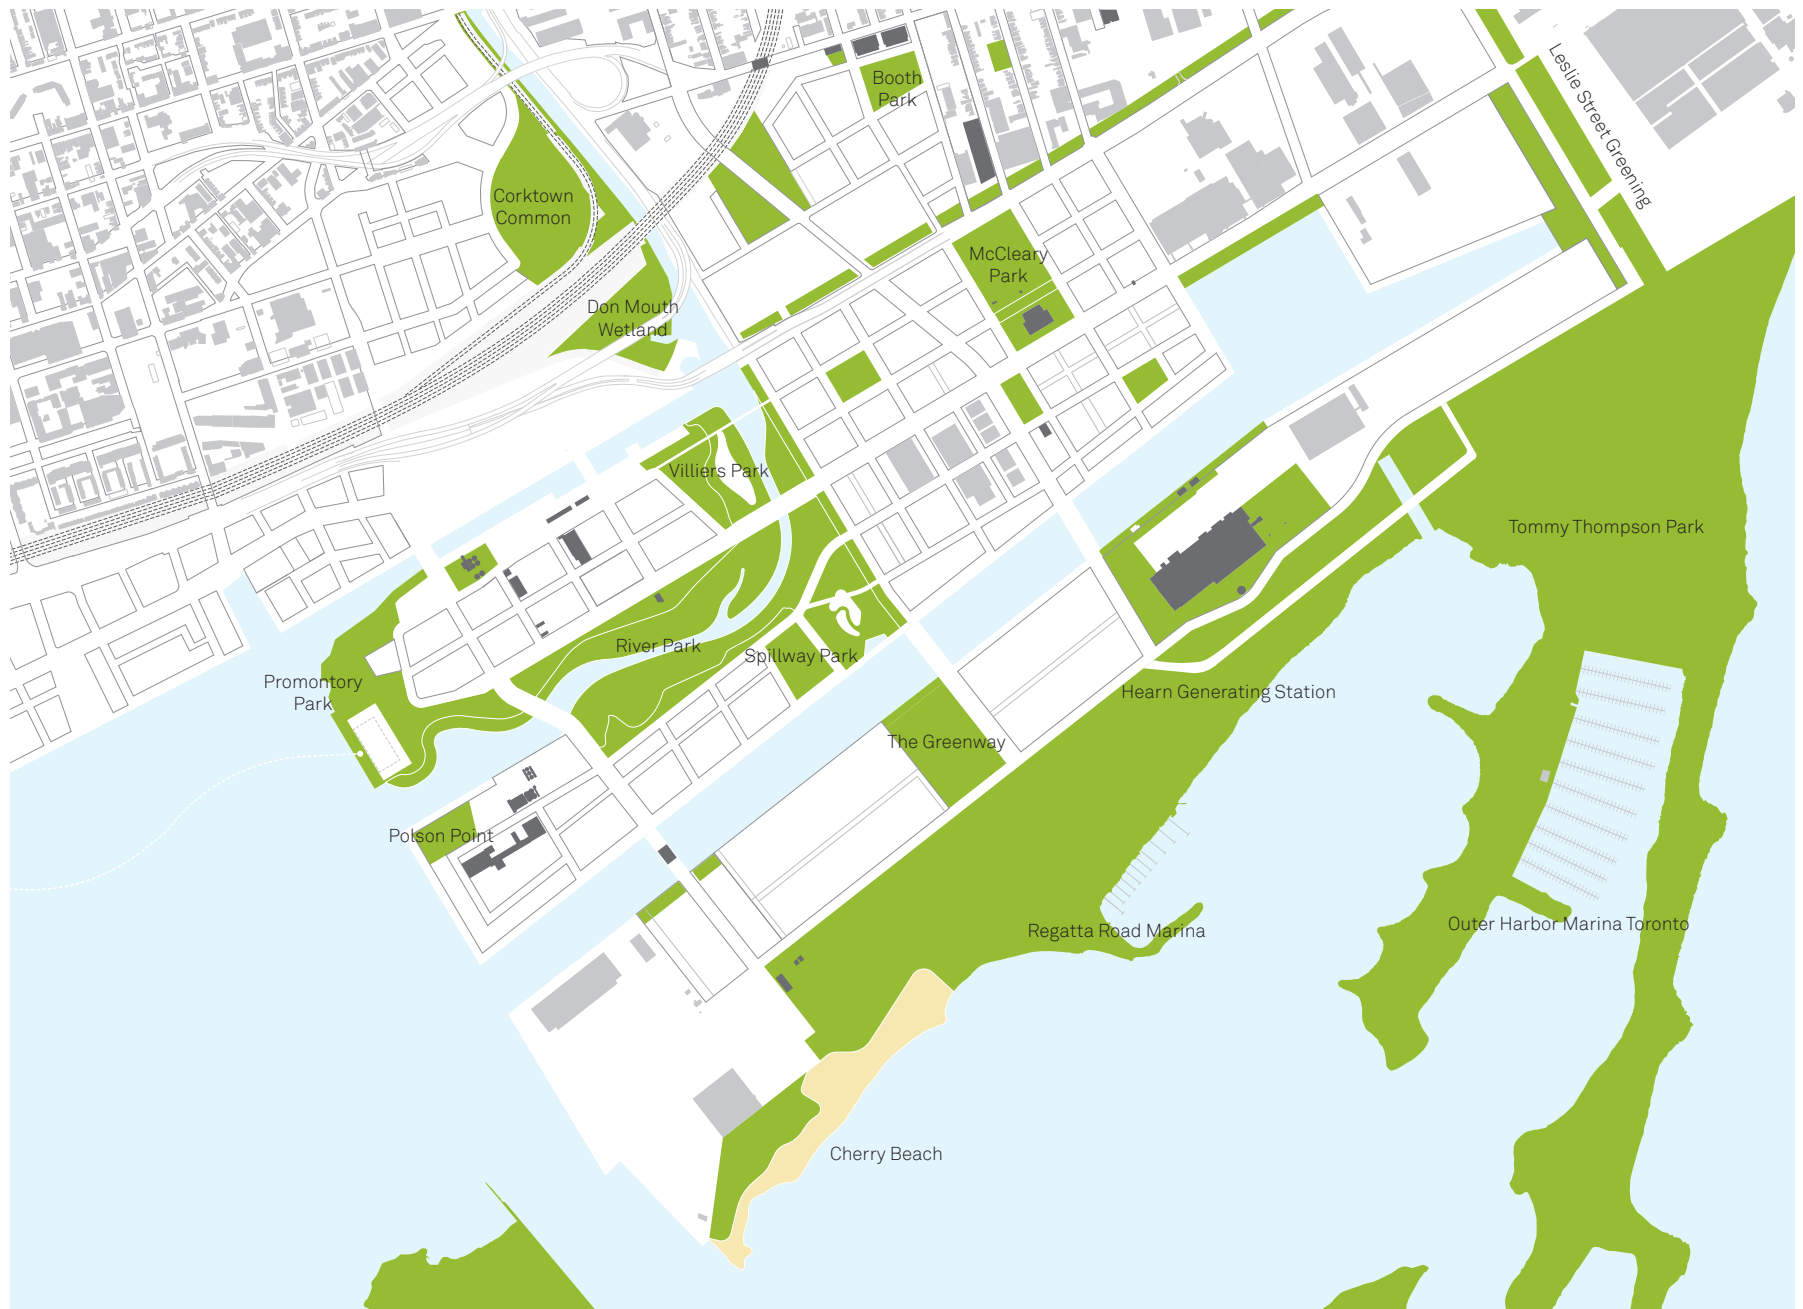 Leslie Street Greening
Booth
Park
Corktown
Common
McCleary
Park
Don Mouth
Wetland
Villiers Park
Tommy Thompson Park
River Park
Spillway Park
Promontory
Park
Hearn Generating Station
The Greenway
Polson Point
Regatta Road Marina
Outer Harbor Marina Toronto
Cherry Beach